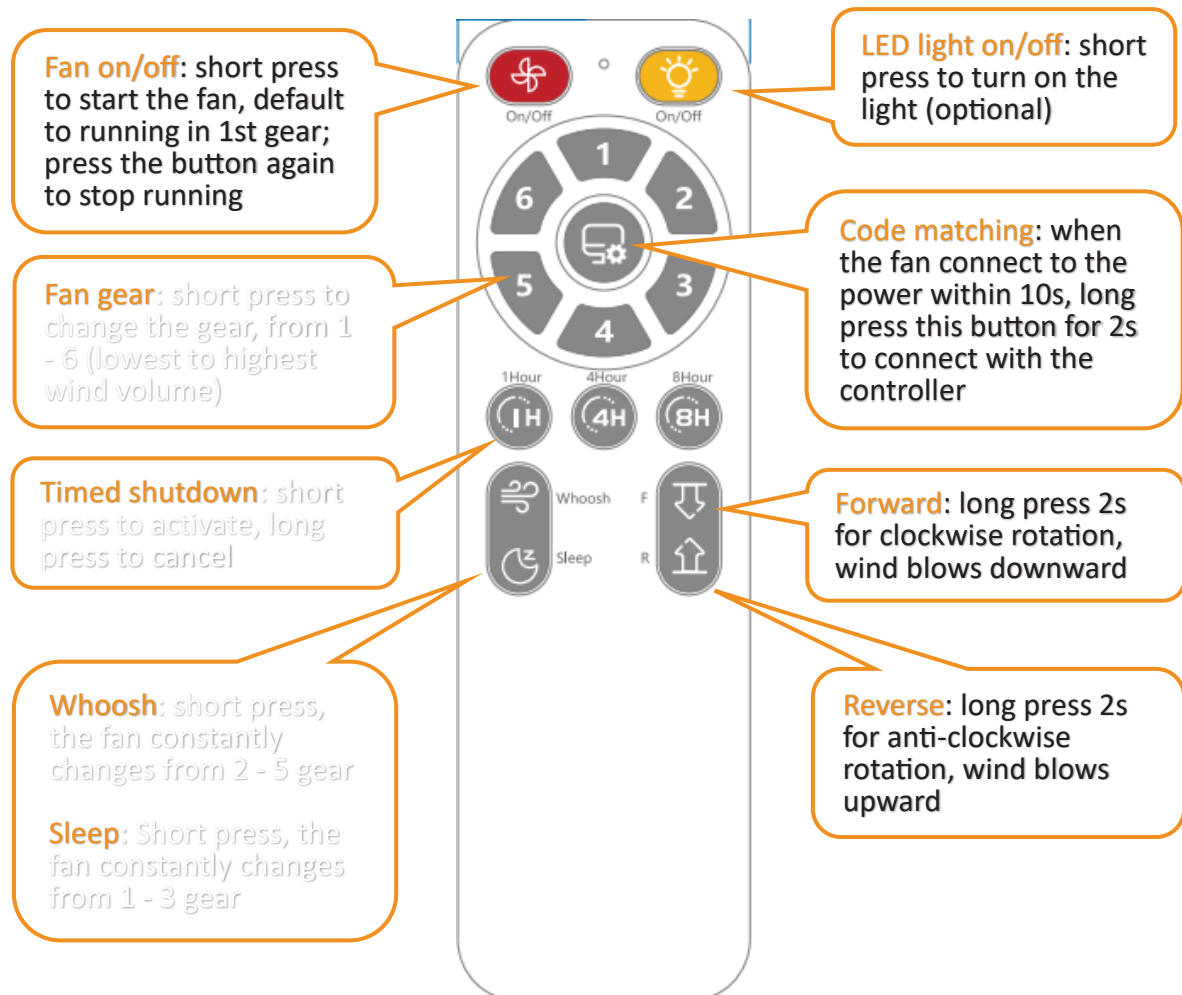 Fan on/off: short press
to start the fan, default
to running in 1st gear;
press the button again
to stop running
LED light on/off: short
press to turn on the
light (optional)
On/Off
On/Off
1
6
2
5
3
4
Code matching: when
the fan connect to the
power within 10s, long
press this button for 2s
to connect with the
controller
Fan gear: short press to
change the gear, from 1
- 6 (lowest to highest
wind volume)
1Hour 4Hour 8Hour
1H 4H 8H
Timed shutdown: short
press to activate, long
press to cancel
Whoosh F
Z
Sleep R
Forward: long press 2s
for clockwise rotation,
wind blows downward
Whoosh: short press,
the fan constantly
changes from 2 - 5 gear
Sleep: Short press, the
fan constantly changes
from 1 - 3 gear
Reverse: long press 2s
for anti-clockwise
rotation, wind blows
upward